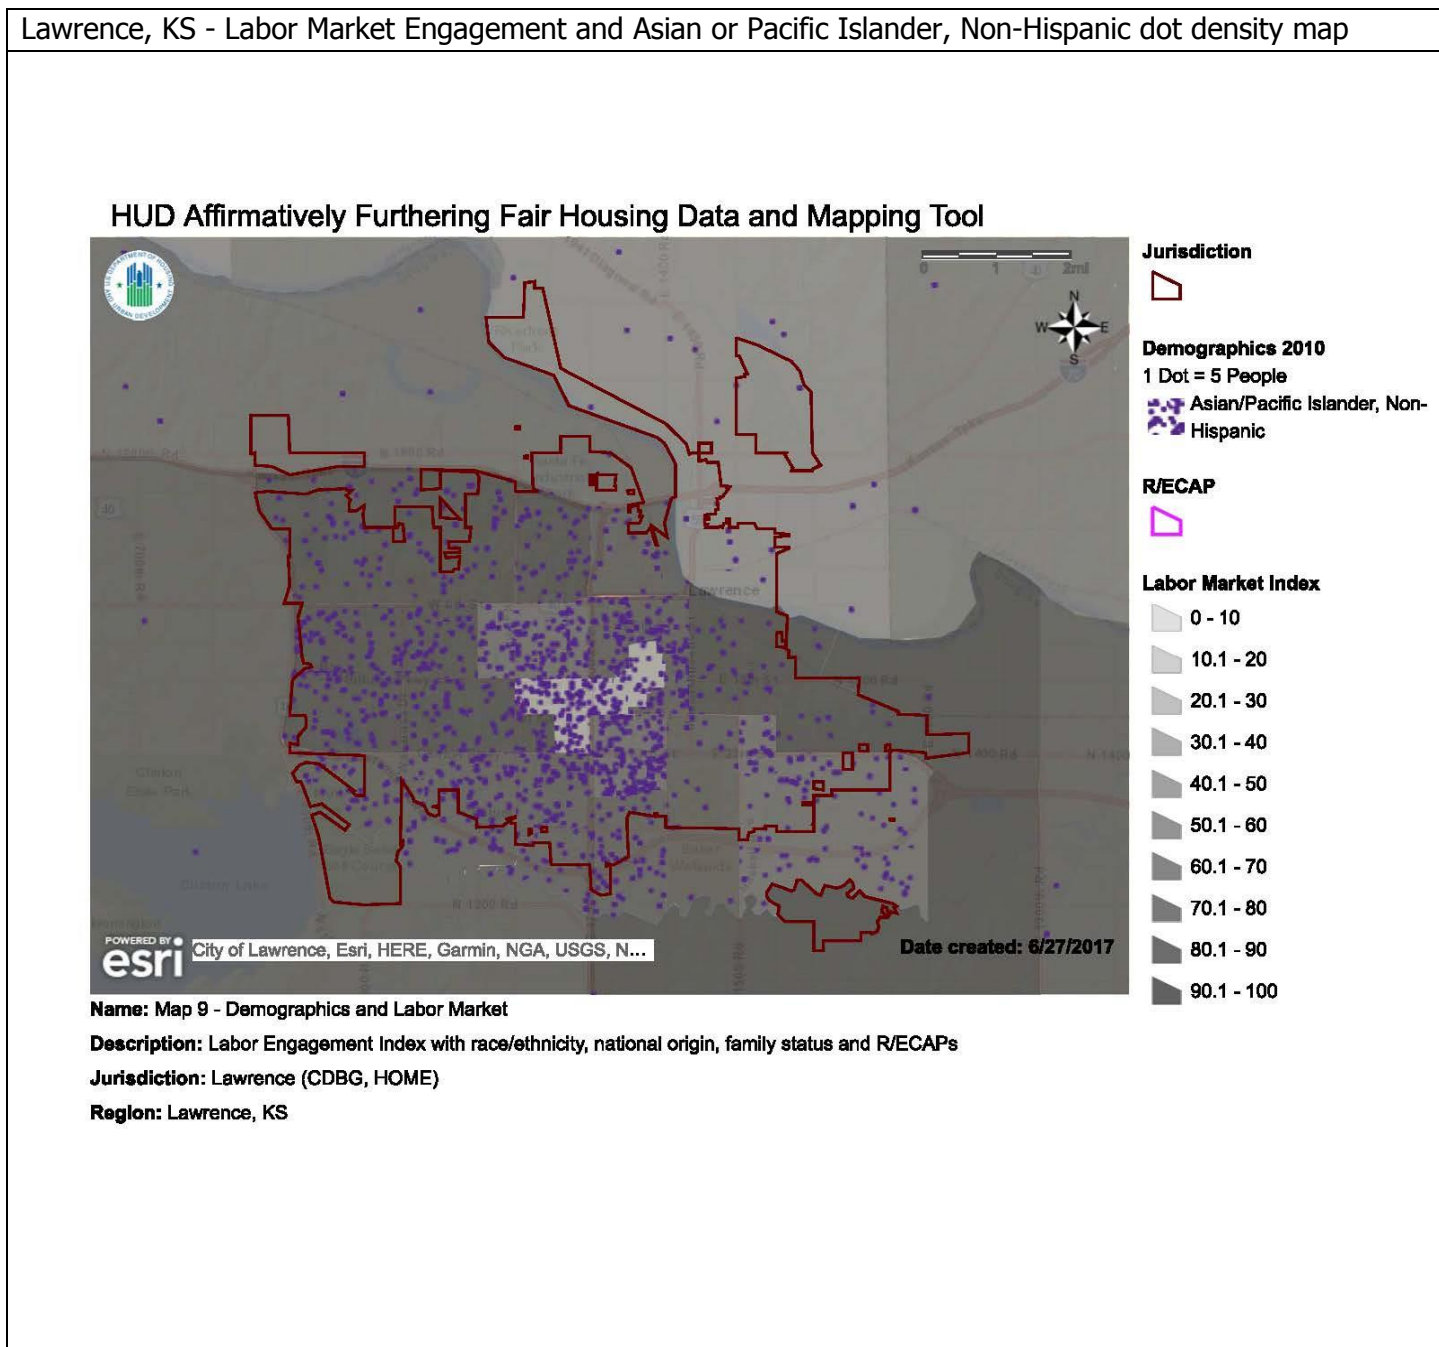 Lawrence, KS - Labor Market Engagement and Asian or Pacific Islander, Non-Hispanic dot density map
HUD Affirmatively Furthering Fair Housing Data and Mapping Tool
0 1 2mi
N
W E
S
Lawrence
Clinton Lake
N 1200 Rd
POWERED BY
esri
City of Lawrence, Esri, HERE, Garmin, NGA, USGS, N...
Date created: 6/27/2017
Jurisdiction
Demographics 2010
1 Dot = 5 People
Asian/Pacific Islander, Non-
Hispanic
R/ECAP
Labor Market Index
0 - 10
10.1 - 20
20.1 - 30
30.1 - 40
40.1 - 50
50.1 - 60
60.1 - 70
70.1 - 80
80.1 - 90
90.1 - 100
Name: Map 9 - Demographics and Labor Market
Description: Labor Engagement Index with race/ethnicity, national origin, family status and R/ECAPs
Jurisdiction: Lawrence (CDBG, HOME)
Region: Lawrence, KS